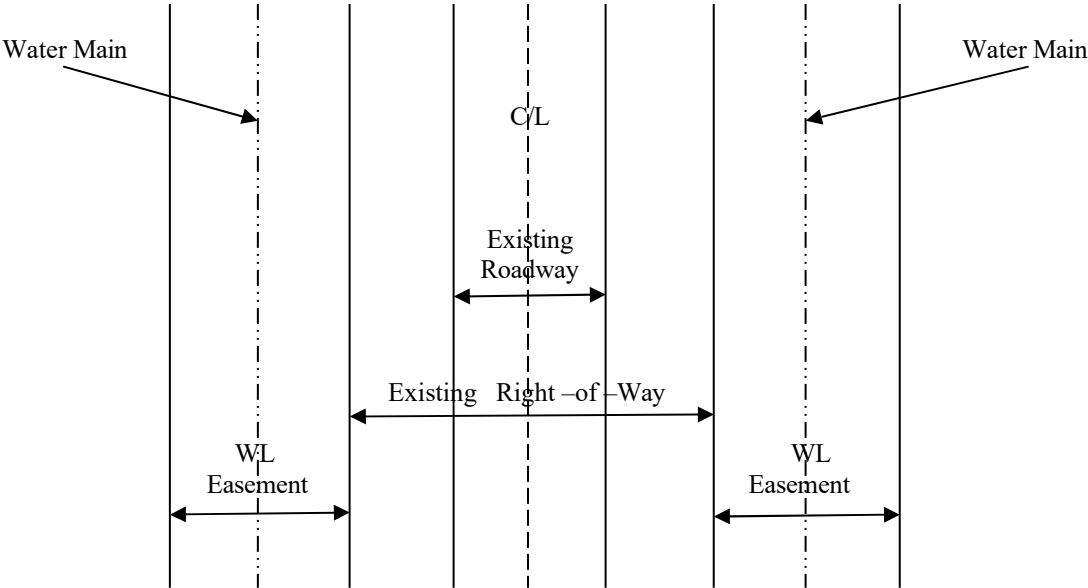 Water Main
Water Main
C/L
Existing
Roadway
Existing Right –of –Way
WL
Easement
WL
Easement